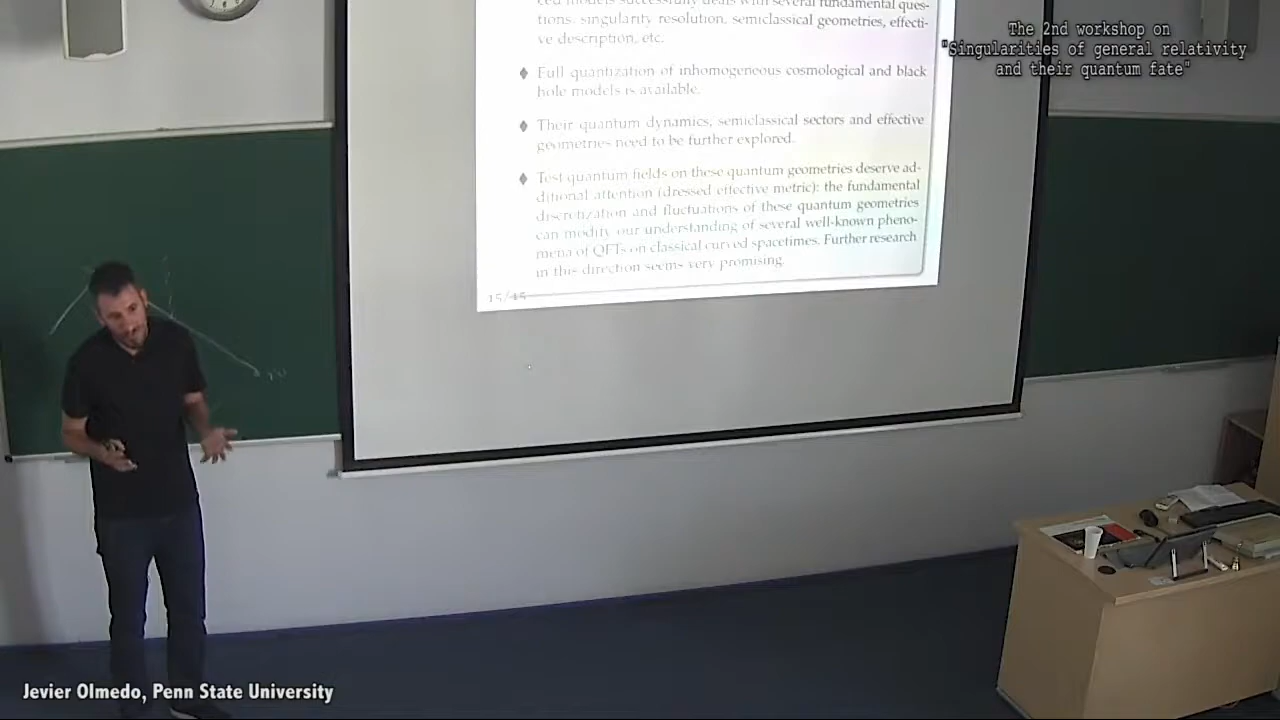 ced models successfully deals with several fundamental ques-
tions: singularity resolution, semiclassical geometries, effecti-
ve description, etc.
Full quantization of inhomogeneous cosmological and black
hole models is available.
Their quantum dynamics, semiclassical sectors and effective
geometries need to be further explored.
Test quantum fields on these quantum geometries deserve ad-
ditional attention (dressed effective metric): the fundamental
discretization and fluctuations of these quantum geometries
can modify our understanding of several well-known pheno-
mena of QFTs on classical curved spacetimes. Further research
in this direction seems very promising.
15/45
The 2nd workshop on
"Singularities of general relativity
and their quantum fate"
Jevier Olmedo, Penn State University